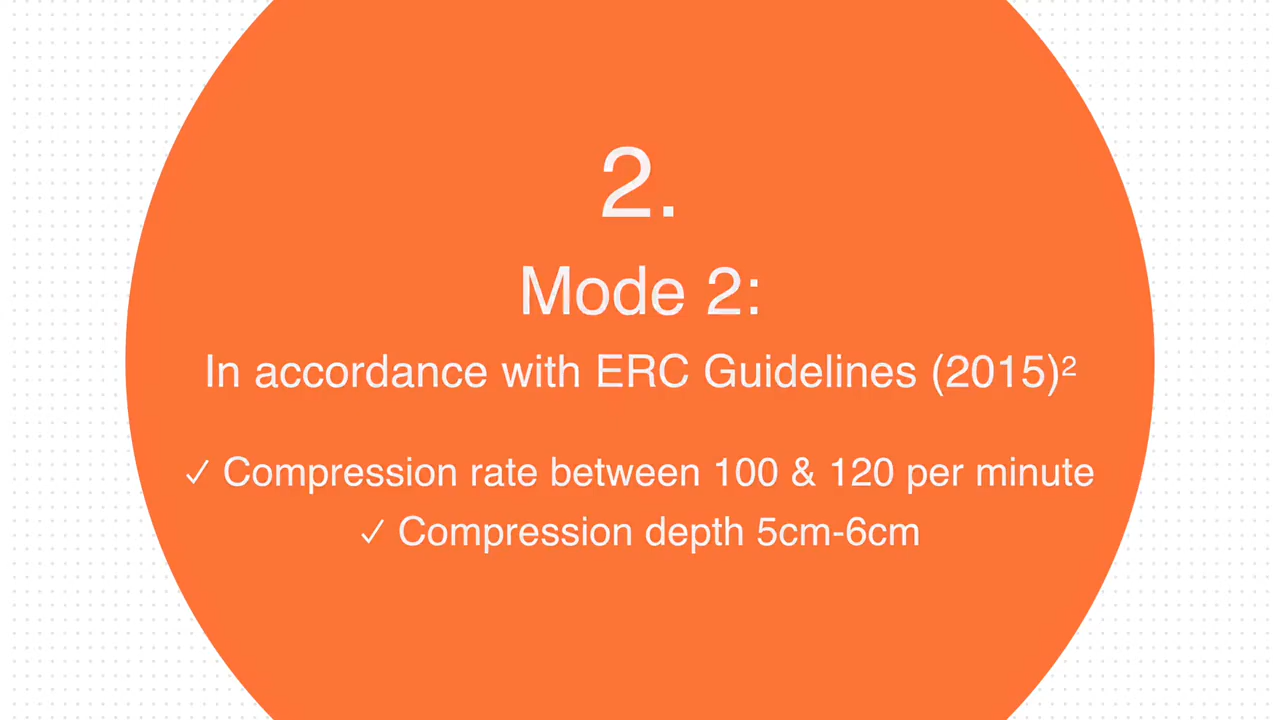 2.
Mode 2:
In accordance with ERC Guidelines (2015)²
✓ Compression rate between 100 & 120 per minute
✓ Compression depth 5cm-6cm